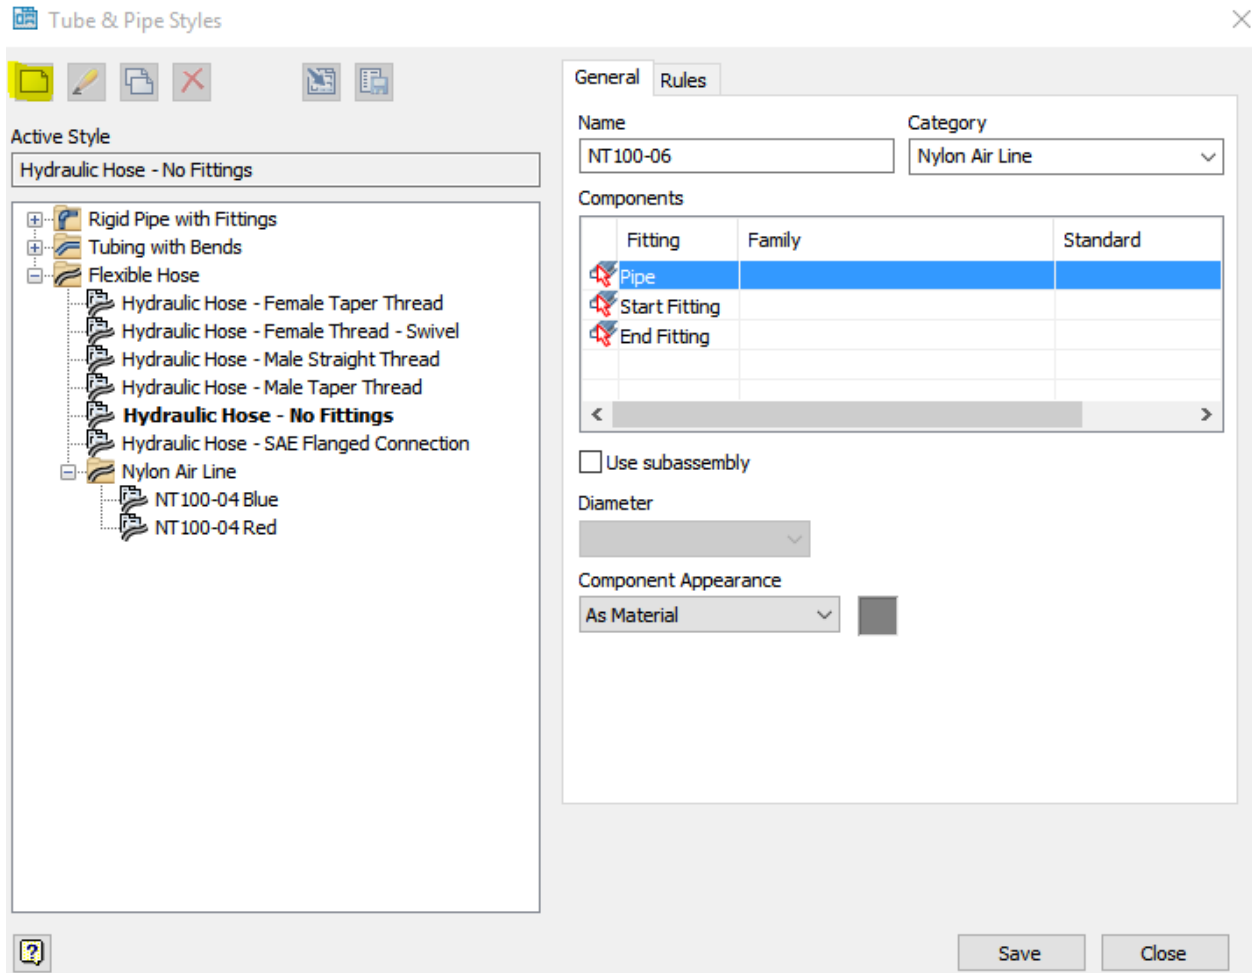 Tube & Pipe Styles
Active Style
Hydraulic Hose - No Fittings
Rigid Pipe with Fittings
Tubing with Bends
Flexible Hose
Hydraulic Hose - Female Taper Thread
Hydraulic Hose - Female Thread - Swivel
Hydraulic Hose - Male Straight Thread
Hydraulic Hose - Male Taper Thread
Hydraulic Hose - No Fittings
Hydraulic Hose - SAE Flanged Connection
Nylon Air Line
NT100-04 Blue
NT100-04 Red
General Rules
Name Category
NT100-06 Nylon Air Line
Components
Fitting Family Standard
Pipe
Start Fitting
End Fitting
Use subassembly
Diameter
Component Appearance
As Material
Save Close